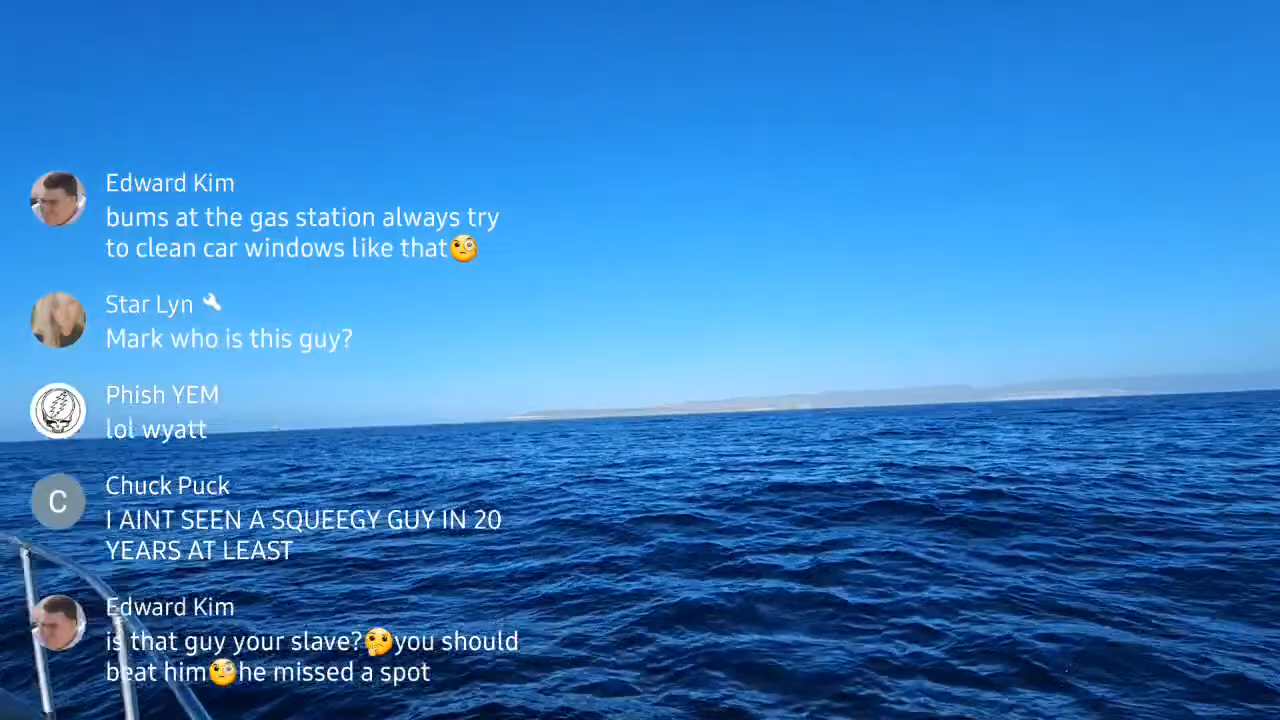 Edward Kim
bums at the gas station always try
to clean car windows like that🧐
Star Lyn 🔧
Mark who is this guy?
Phish YEM
lol wyatt
C
Chuck Puck
I AINT SEEN A SQUEEGY GUY IN 20
YEARS AT LEAST
Edward Kim
is that guy your slave?🤔you should
beat him🧐he missed a spot